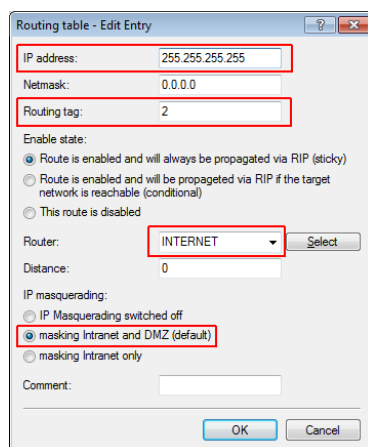 Routing table - Edit Entry
IP address: 255.255.255.255
Netmask: 0.0.0.0
Routing tag: 2
Enable state:
Route is enabled and will always be propagated via RIP (sticky)
Route is enabled and will be propageted via RIP if the target
network is reachable (conditional)
This route is disabled
Router: INTERNET Select
Distance: 0
IP masquerading:
IP Masquerading switched off
masking Intranet and DMZ (default)
masking Intranet only
Comment:
OK Cancel